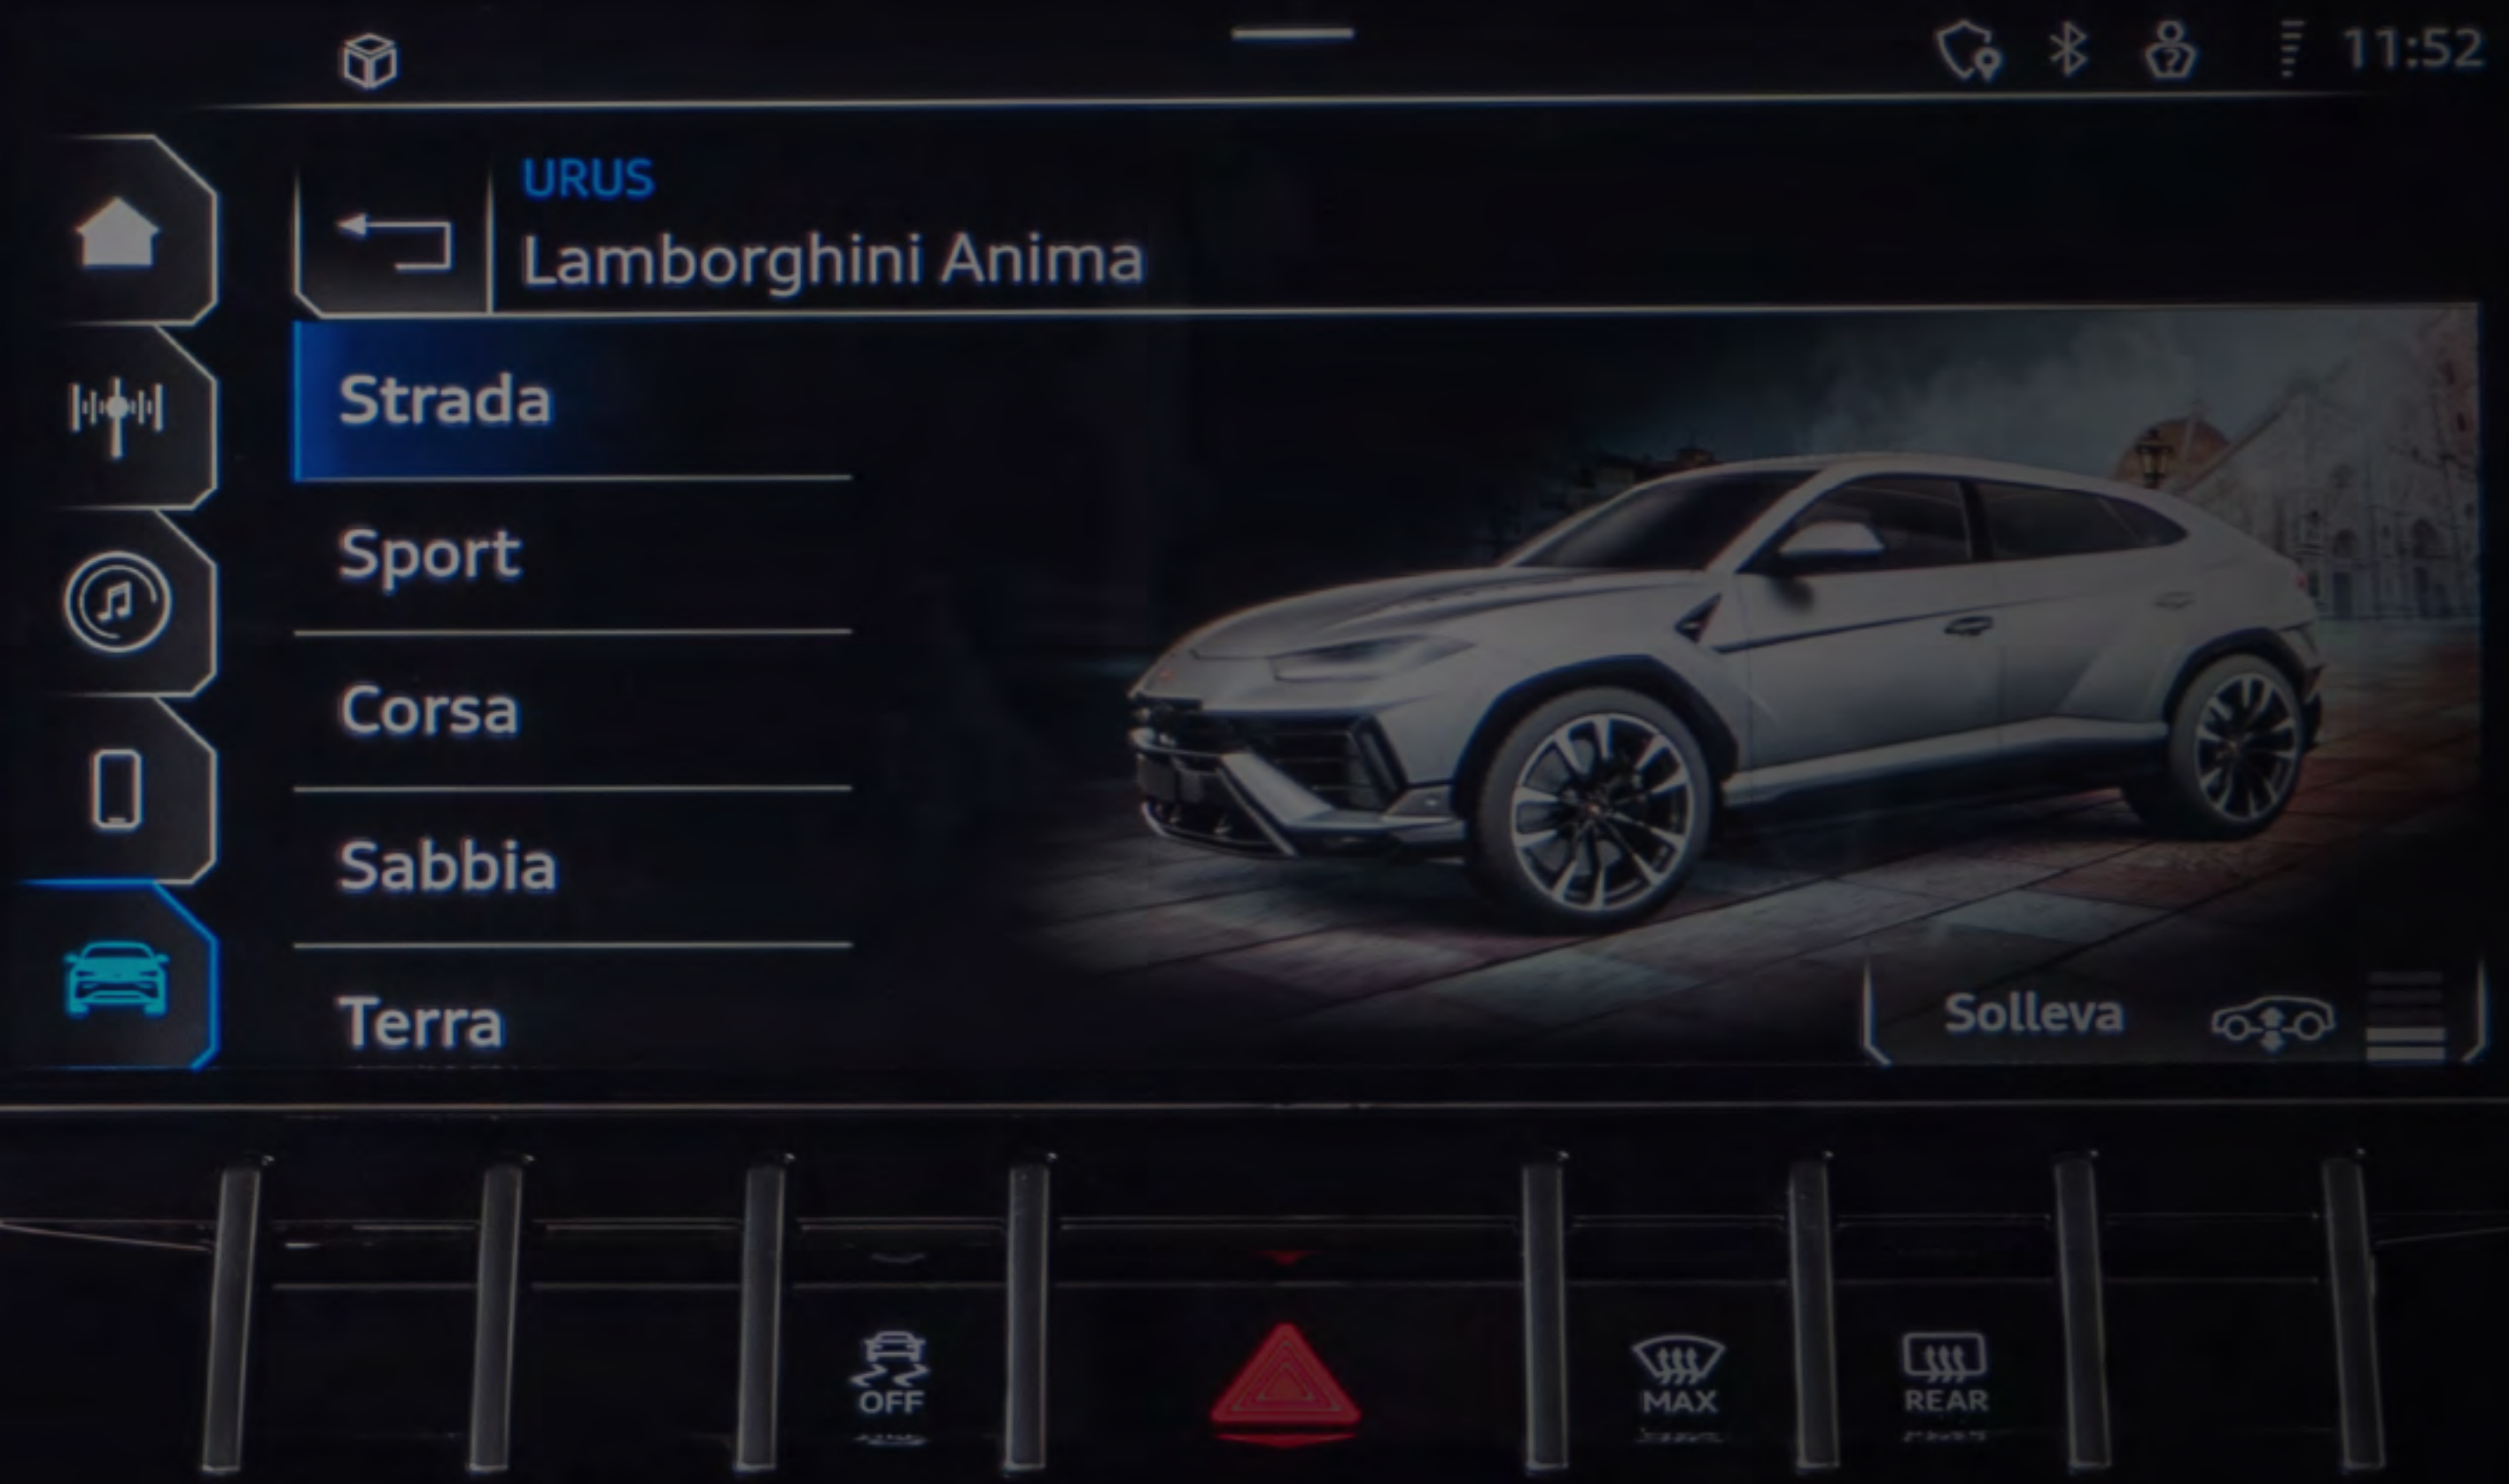 11:52
URUS
Lamborghini Anima
Strada
Sport
Corsa
Sabbia
Terra
Solleva
OFF
MAX
REAR